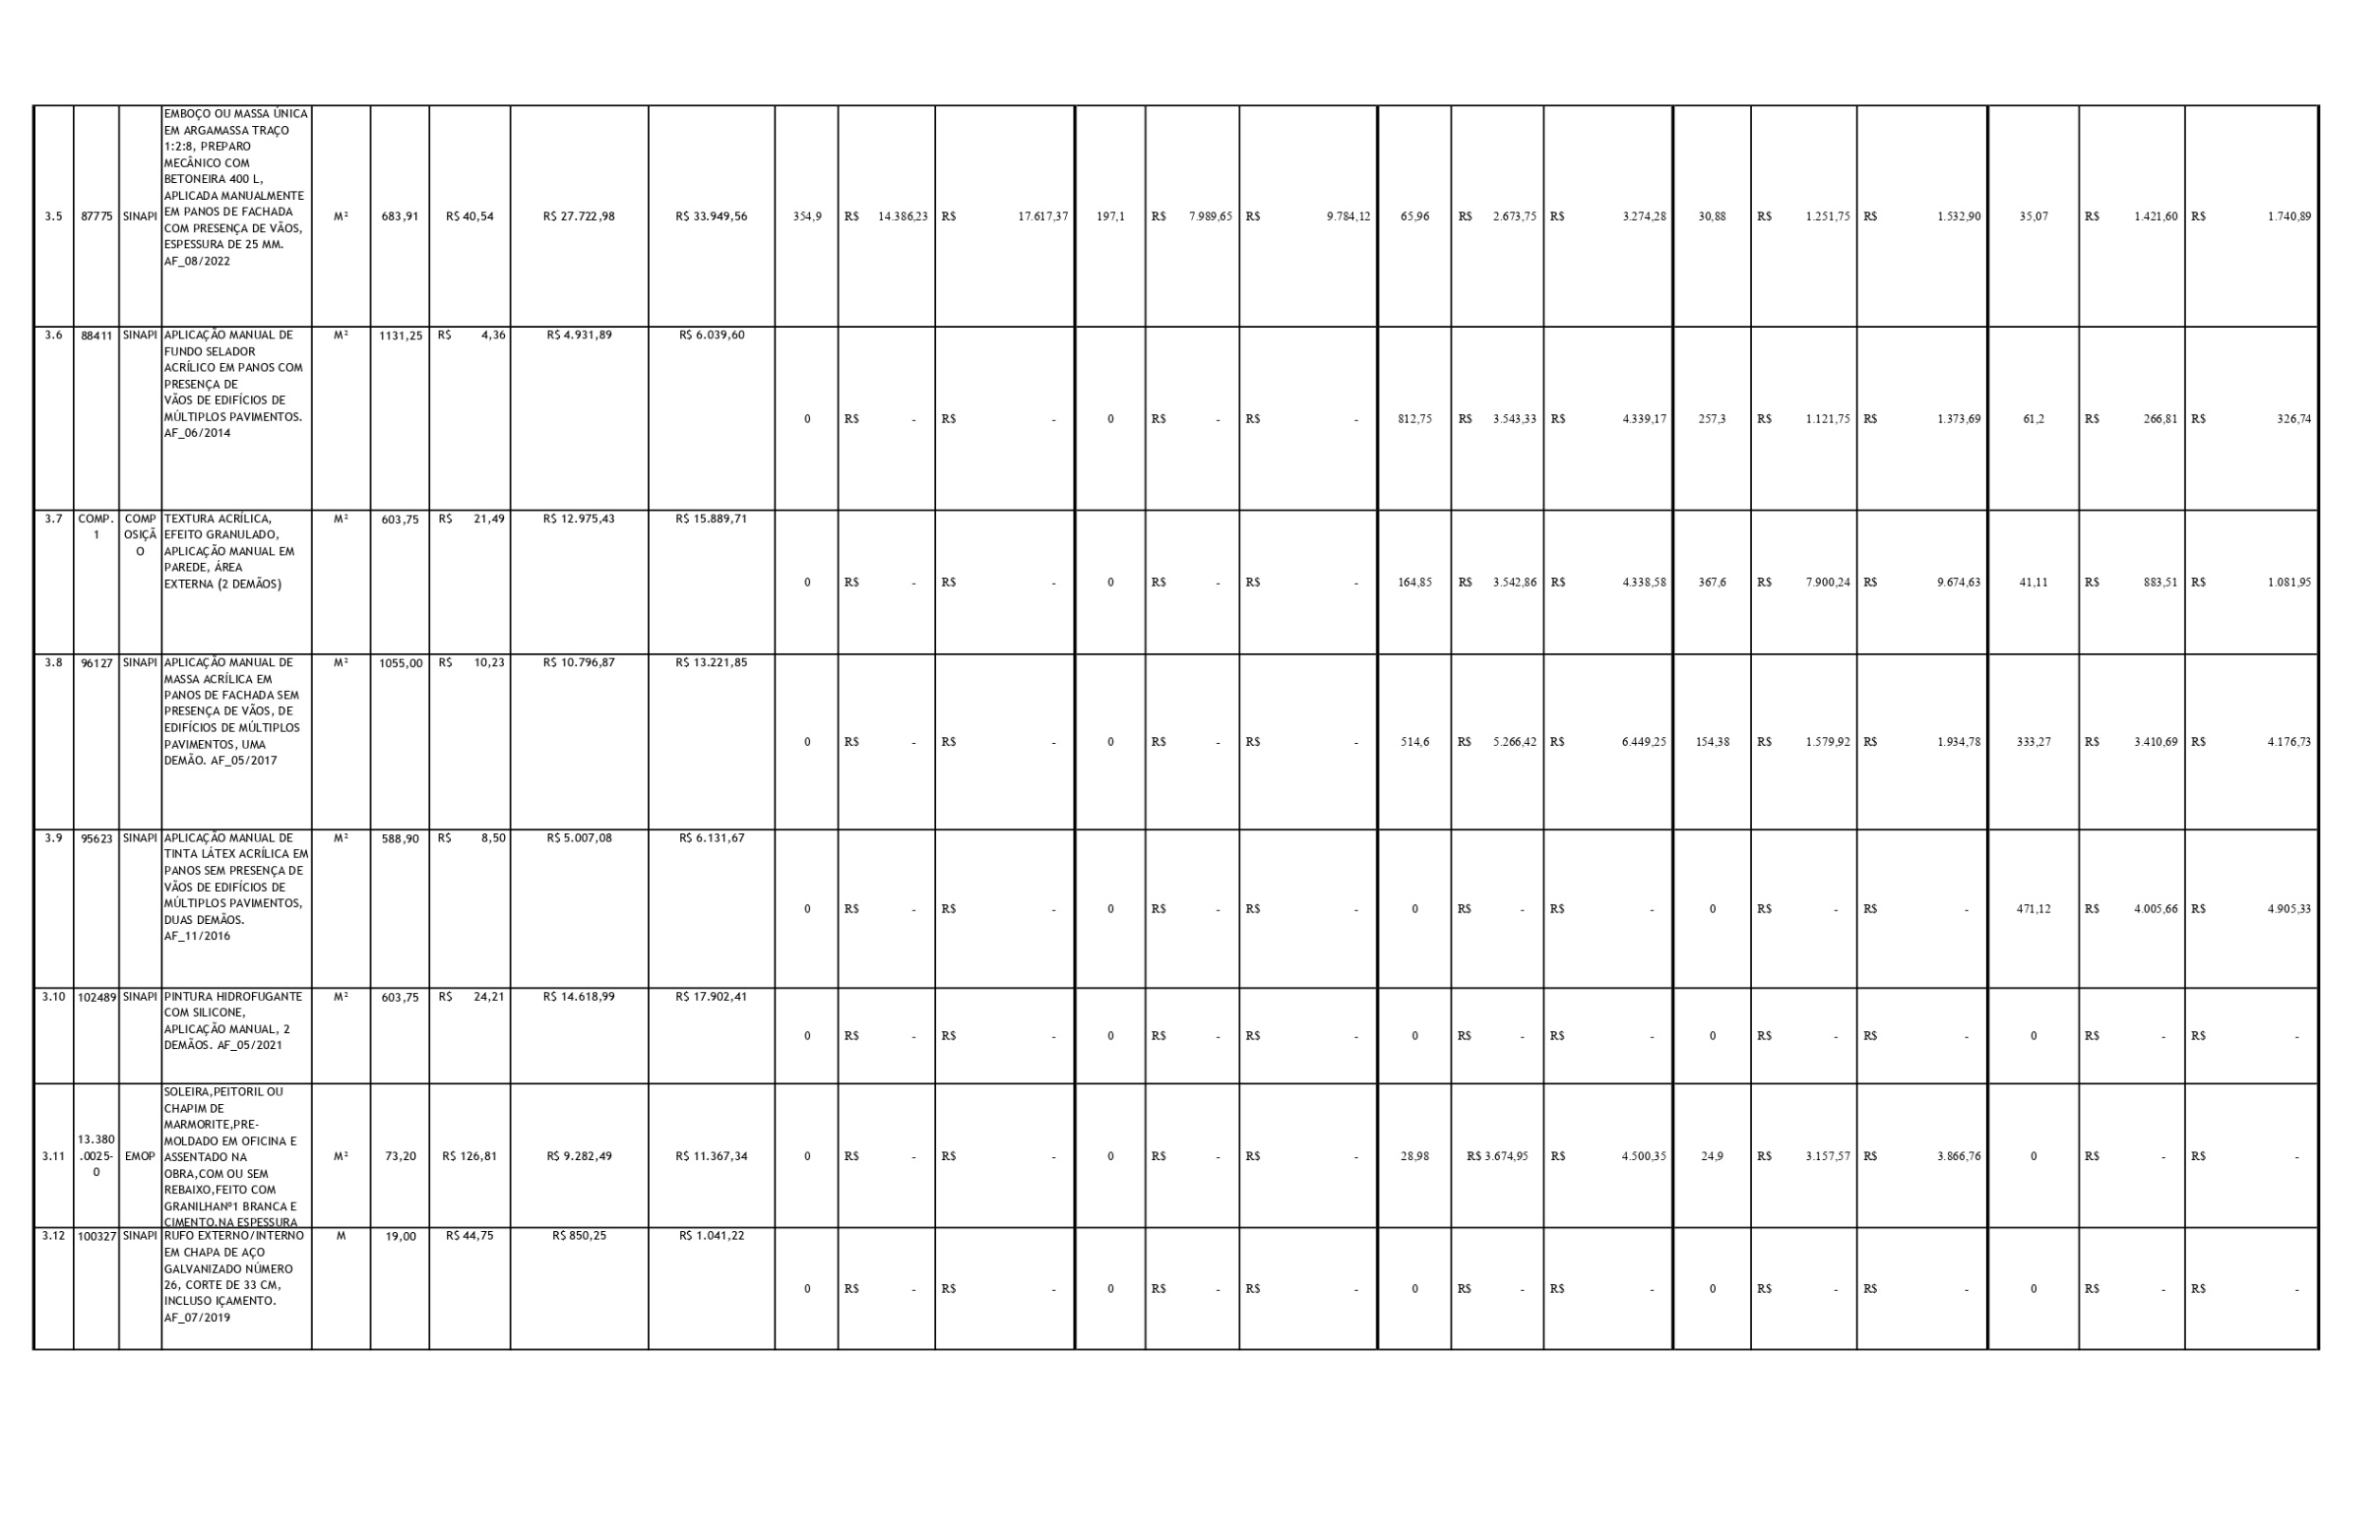 3.5 87775 SINAPI EMBOÇO OU MASSA ÚNICA
EM ARGAMASSA TRAÇO
1:2:8, PREPARO
MECÂNICO COM
BETONEIRA 400 L,
APLICADA MANUALMENTE
EM PANOS DE FACHADA
COM PRESENÇA DE VÃOS,
ESPESSURA DE 25 MM.
AF_08/2022
M² 683,91 R$ 40,54 R$ 27.722,98 R$ 33.949,56 354,9 R$ 14.386,23 R$ 17.617,37 197,1 R$ 7.989,65 R$ 9.784,12 65,96 R$ 2.673,75 R$ 3.274,28 30,88 R$ 1.251,75 R$ 1.532,90 35,07 R$ 1.421,60 R$ 1.740,89
3.6 88411 SINAPI APLICAÇÃO MANUAL DE
FUNDO SELADOR
ACRÍLICO EM PANOS COM
PRESENÇA DE
VÃOS DE EDIFÍCIOS DE
MÚLTIPLOS PAVIMENTOS.
AF_06/2014
M² 1131,25 R$ 4,36 R$ 4.931,89 R$ 6.039,60 0 R$ - R$ - 0 R$ - R$ - 812,75 R$ 3.543,33 R$ 4.339,17 257,3 R$ 1.121,75 R$ 1.373,69 61,2 R$ 266,81 R$ 326,74
3.7 COMP.
1
COMP
OSIÇÃ
O
TEXTURA ACRÍLICA,
EFEITO GRANULADO,
APLICAÇÃO MANUAL EM
PAREDE, ÁREA
EXTERNA (2 DEMÃOS)
M² 603,75 R$ 21,49 R$ 12.975,43 R$ 15.889,71 0 R$ - R$ - 0 R$ - R$ - 164,85 R$ 3.542,86 R$ 4.338,58 367,6 R$ 7.900,24 R$ 9.674,63 41,11 R$ 883,51 R$ 1.081,95
3.8 96127 SINAPI APLICAÇÃO MANUAL DE
MASSA ACRÍLICA EM
PANOS DE FACHADA SEM
PRESENÇA DE VÃOS, DE
EDIFÍCIOS DE MÚLTIPLOS
PAVIMENTOS, UMA
DEMÃO. AF_05/2017
M² 1055,00 R$ 10,23 R$ 10.796,87 R$ 13.221,85 0 R$ - R$ - 0 R$ - R$ - 514,6 R$ 5.266,42 R$ 6.449,25 154,38 R$ 1.579,92 R$ 1.934,78 333,27 R$ 3.410,69 R$ 4.176,73
3.9 95623 SINAPI APLICAÇÃO MANUAL DE
TINTA LÁTEX ACRÍLICA EM
PANOS SEM PRESENÇA DE
VÃOS DE EDIFÍCIOS DE
MÚLTIPLOS PAVIMENTOS,
DUAS DEMÃOS.
AF_11/2016
M² 588,90 R$ 8,50 R$ 5.007,08 R$ 6.131,67 0 R$ - R$ - 0 R$ - R$ - 0 R$ - R$ - 0 R$ - R$ - 471,12 R$ 4.005,66 R$ 4.905,33
3.10 102489 SINAPI PINTURA HIDROFUGANTE
COM SILICONE,
APLICAÇÃO MANUAL, 2
DEMÃOS. AF_05/2021
M² 603,75 R$ 24,21 R$ 14.618,99 R$ 17.902,41 0 R$ - R$ - 0 R$ - R$ - 0 R$ - R$ - 0 R$ - R$ - 0 R$ - R$ -
3.11 13.380
.0025-
0
EMOP SOLEIRA,PEITORIL OU
CHAPIM DE
MARMORITE,PRE-
MOLDADO EM OFICINA E
ASSENTADO NA
OBRA,COM OU SEM
REBAIXO,FEITO COM
GRANILHANº1 BRANCA E
CIMENTO,NA ESPESSURA
M² 73,20 R$ 126,81 R$ 9.282,49 R$ 11.367,34 0 R$ - R$ - 0 R$ - R$ - 28,98 R$ 3.674,95 R$ 4.500,35 24,9 R$ 3.157,57 R$ 3.866,76 0 R$ - R$ -
3.12 100327 SINAPI RUFO EXTERNO/INTERNO
EM CHAPA DE AÇO
GALVANIZADO NÚMERO
26, CORTE DE 33 CM,
INCLUSO IÇAMENTO.
AF_07/2019
M 19,00 R$ 44,75 R$ 850,25 R$ 1.041,22 0 R$ - R$ - 0 R$ - R$ - 0 R$ - R$ - 0 R$ - R$ - 0 R$ - R$ -